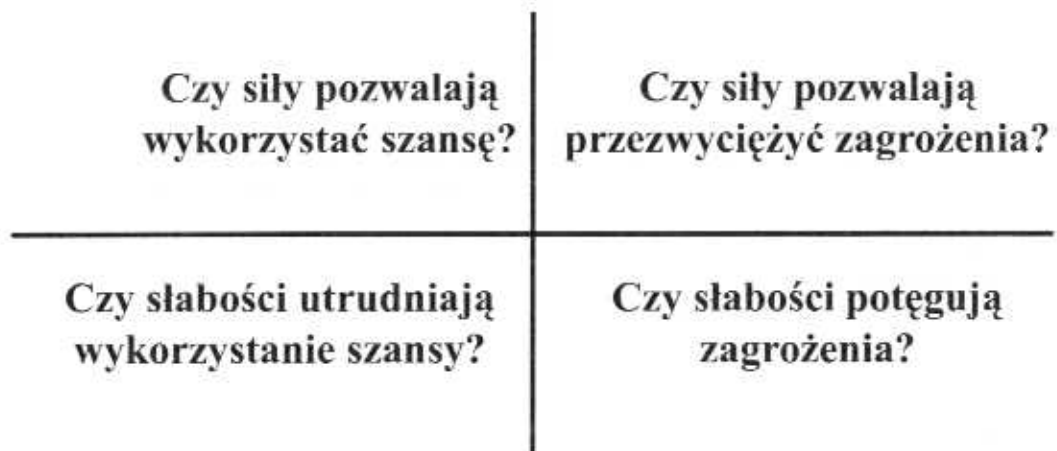 Czy siły pozwalają
wykorzystać szansę?
Czy siły pozwalają
przezwyciężyć zagrożenia?
Czy słabości utrudniają
wykorzystanie szansy?
Czy słabości potęgują
zagrożenia?